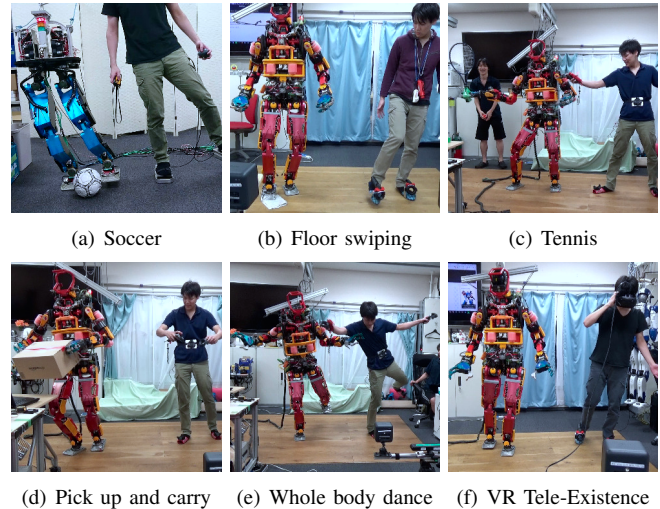 (a) Soccer
(b) Floor swiping
(c) Tennis
(d) Pick up and carry
(e) Whole body dance
(f) VR Tele-Existence